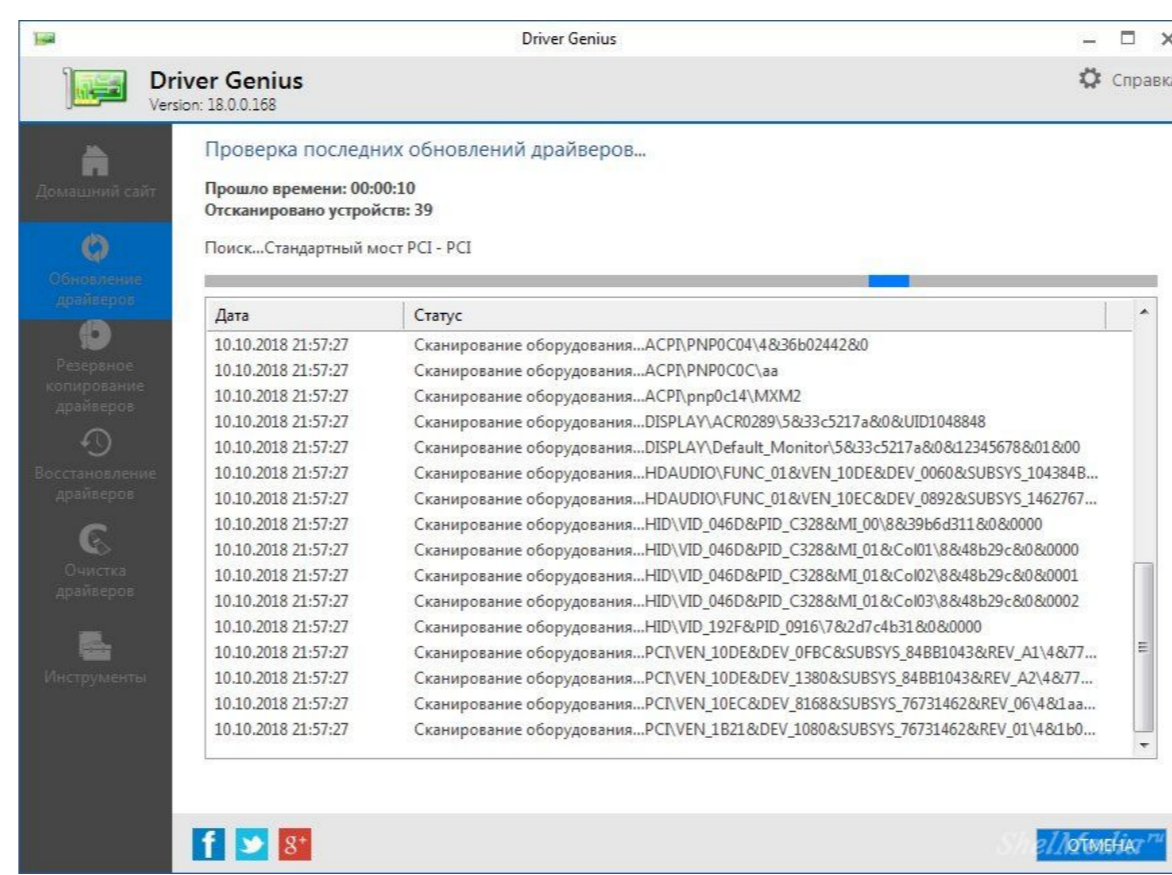 Driver Genius
Driver Genius
Version: 18.0.0.168
Справка
Домашний сайт
Обновление
драйверов
Резервное
копирование
драйверов
Восстановление
драйверов
Очистка
драйверов
Инструменты
Проверка последних обновлений драйверов...
Прошло времени: 00:00:10
Отсканировано устройств: 39
Поиск...Стандартный мост PCI - PCI
Дата Статус
10.10.2018 21:57:27 Сканирование оборудования...ACPI\PNP0C04\4&36b02442&0
10.10.2018 21:57:27 Сканирование оборудования...ACPI\PNP0C0C\aa
10.10.2018 21:57:27 Сканирование оборудования...ACPI\pnp0c14\MXM2
10.10.2018 21:57:27 Сканирование оборудования...DISPLAY\ACR0289\5&33c5217a&0&UID1048848
10.10.2018 21:57:27 Сканирование оборудования...DISPLAY\Default_Monitor\5&33c5217a&0&12345678&01&00
10.10.2018 21:57:27 Сканирование оборудования...HDAUDIO\FUNC_01&VEN_10DE&DEV_0060&SUBSYS_104384B...
10.10.2018 21:57:27 Сканирование оборудования...HDAUDIO\FUNC_01&VEN_10EC&DEV_0892&SUBSYS_1462767...
10.10.2018 21:57:27 Сканирование оборудования...HID\VID_046D&PID_C328&MI_00\8&39b6d311&0&0000
10.10.2018 21:57:27 Сканирование оборудования...HID\VID_046D&PID_C328&MI_01&Col01\8&48b29c&0&0000
10.10.2018 21:57:27 Сканирование оборудования...HID\VID_046D&PID_C328&MI_01&Col02\8&48b29c&0&0001
10.10.2018 21:57:27 Сканирование оборудования...HID\VID_046D&PID_C328&MI_01&Col03\8&48b29c&0&0002
10.10.2018 21:57:27 Сканирование оборудования...HID\VID_192F&PID_0916\7&2d7c4b31&0&0000
10.10.2018 21:57:27 Сканирование оборудования...PCI\VEN_10DE&DEV_0FBC&SUBSYS_84BB1043&REV_A1\4&77...
10.10.2018 21:57:27 Сканирование оборудования...PCI\VEN_10DE&DEV_1380&SUBSYS_84BB1043&REV_A2\4&77...
10.10.2018 21:57:27 Сканирование оборудования...PCI\VEN_10EC&DEV_8168&SUBSYS_76731462&REV_06\4&1aa...
10.10.2018 21:57:27 Сканирование оборудования...PCI\VEN_1B21&DEV_1080&SUBSYS_76731462&REV_01\4&1b0...
f g+
ОТМЕНА
ShellMedia.ru